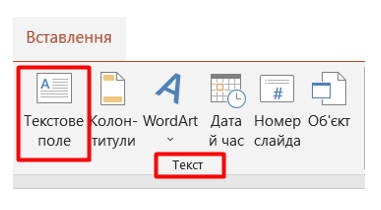 Вставлення
Текстове поле
Колон-титули
WordArt
Дата й час
Номер слайда
Об'єкт
Текст